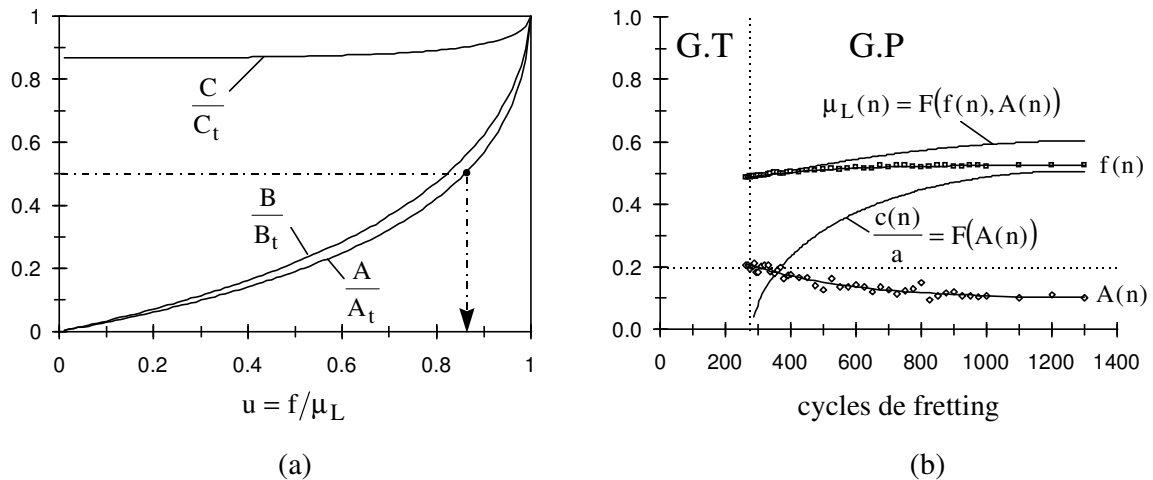 1
0.8
0.6
0.4
0.2
0
0
0.2
0.4
0.6
0.8
1
C
C_t
B
B_t
A
A_t
u = f/μ_L
(a)
1.0
0.8
0.6
0.4
0.2
0.0
0
200
400
600
800
1000
1200
1400
G.T
G.P
μ_L(n) = F(f(n), A(n))
f(n)
c(n)
a
= F(A(n))
A(n)
cycles de fretting
(b)